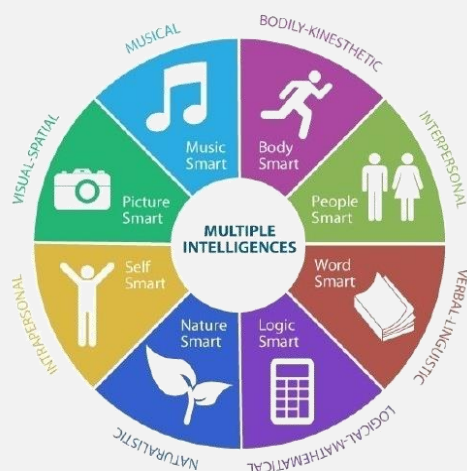 MUSICAL
BODILY-KINESTHETIC
VISUAL-SPATIAL
INTERPERSONAL
Music
Smart
Body
Smart
Picture
Smart
People
Smart
MULTIPLE
INTELLIGENCES
Self
Smart
Word
Smart
Nature
Smart
Logic
Smart
INTRAPERSONAL
VERBAL-LINGUISTIC
NATURALISTIC
LOGICAL-MATHEMATICAL